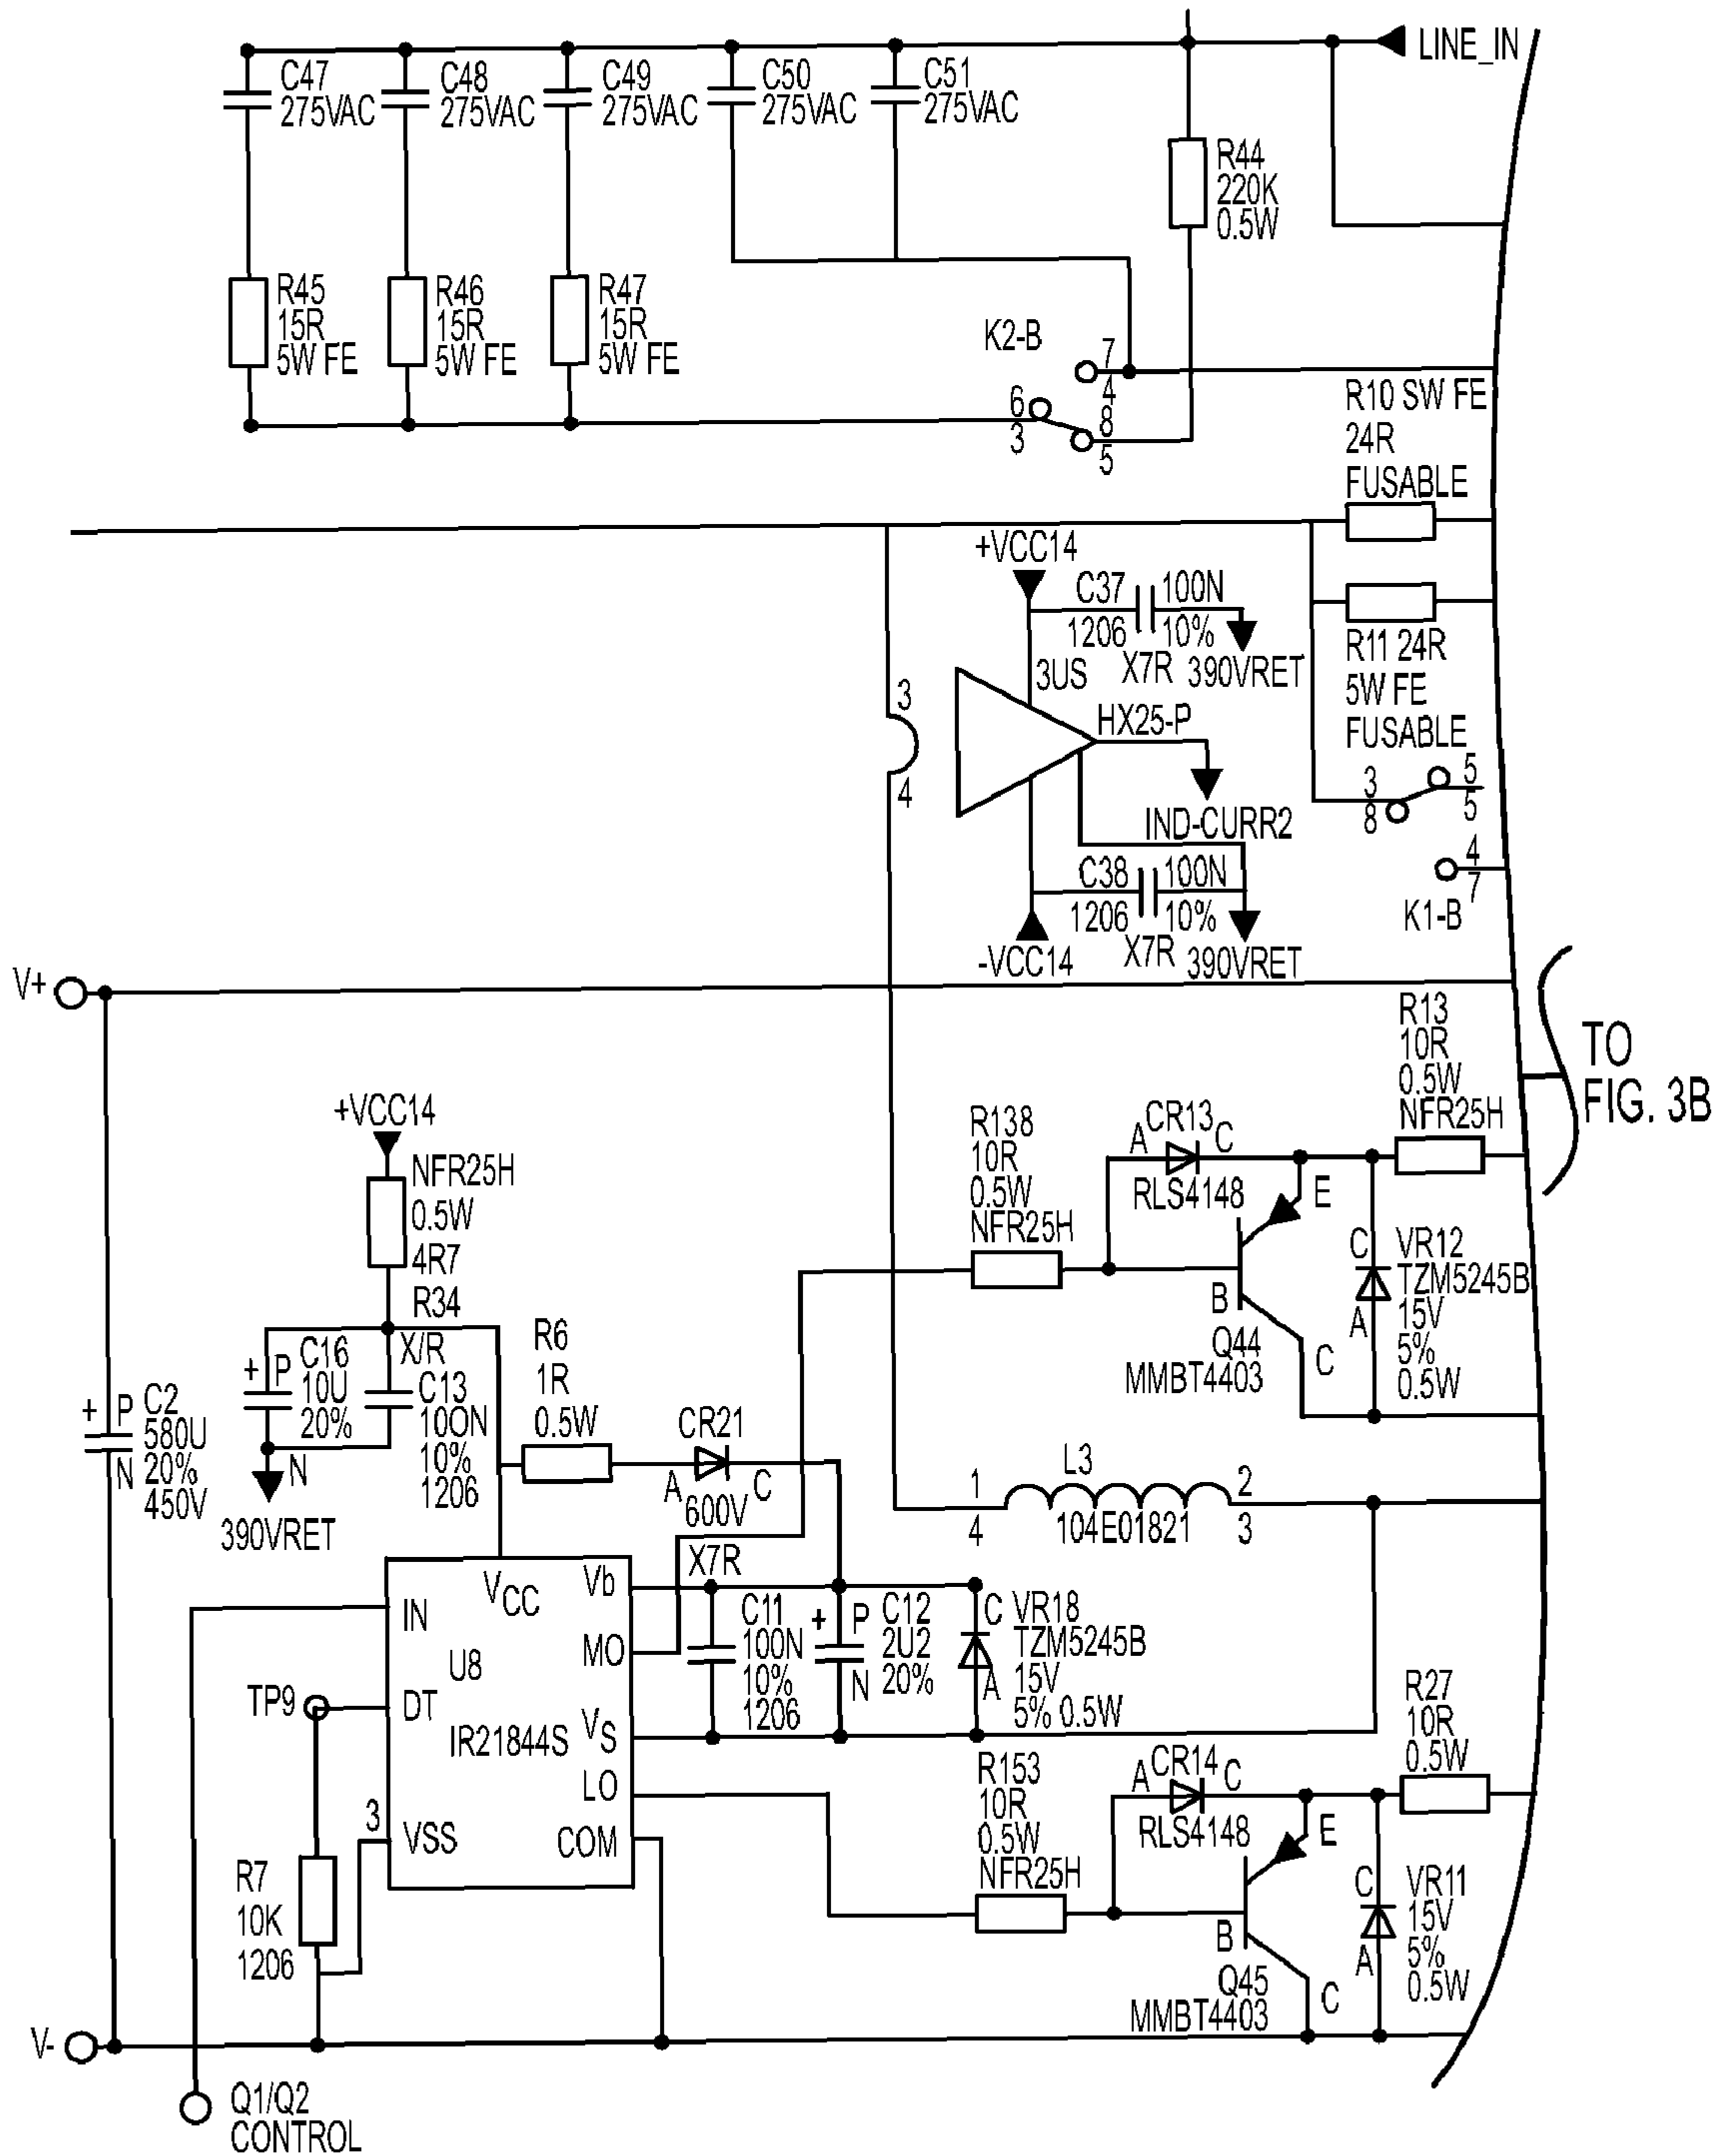 LINE_IN
C47
275VAC
C48
275VAC
C49
275VAC
C50
275VAC
C51
275VAC
R44
220K
0.5W
R45
15R
5W FE
R46
15R
5W FE
R47
15R
5W FE
K2-B
7
4
6
3
8
5
R10 SW FE
24R
FUSABLE
R11 24R
5W FE
FUSABLE
+VCC14
C37
1206
100N
10%
X7R
390VRET
3US
HX25-P
IND-CURR2
3
4
C38
1206
100N
10%
X7R
390VRET
-VCC14
3
8
5
5
4
7
K1-B
V+
TO
FIG. 3B
R13
10R
0.5W
NFR25H
R138
10R
0.5W
NFR25H
A CR13 C
RLS4148
E
B
C
Q44
MMBT4403
C
A
VR12
TZM5245B
15V
5%
0.5W
+VCC14
NFR25H
0.5W
4R7
R34
X/R
+ P
C16
10U
20%
N
C13
100N
10%
1206
390VRET
+ P
N
C2
580U
20%
450V
R6
1R
0.5W
CR21
A C
600V
1
4
L3
104E01821
2
3
X7R
IN
VCC
Vb
MO
U8
DT
IR21844S
VS
LO
3
VSS
COM
TP9
R7
10K
1206
C11
100N
10%
1206
+ P
N
C12
2U2
20%
C
A
VR18
TZM5245B
15V
5% 0.5W
R27
10R
0.5W
R153
10R
0.5W
NFR25H
A CR14 C
RLS4148
E
B
C
Q45
MMBT4403
C
A
VR11
15V
5%
0.5W
V-
Q1/Q2
CONTROL